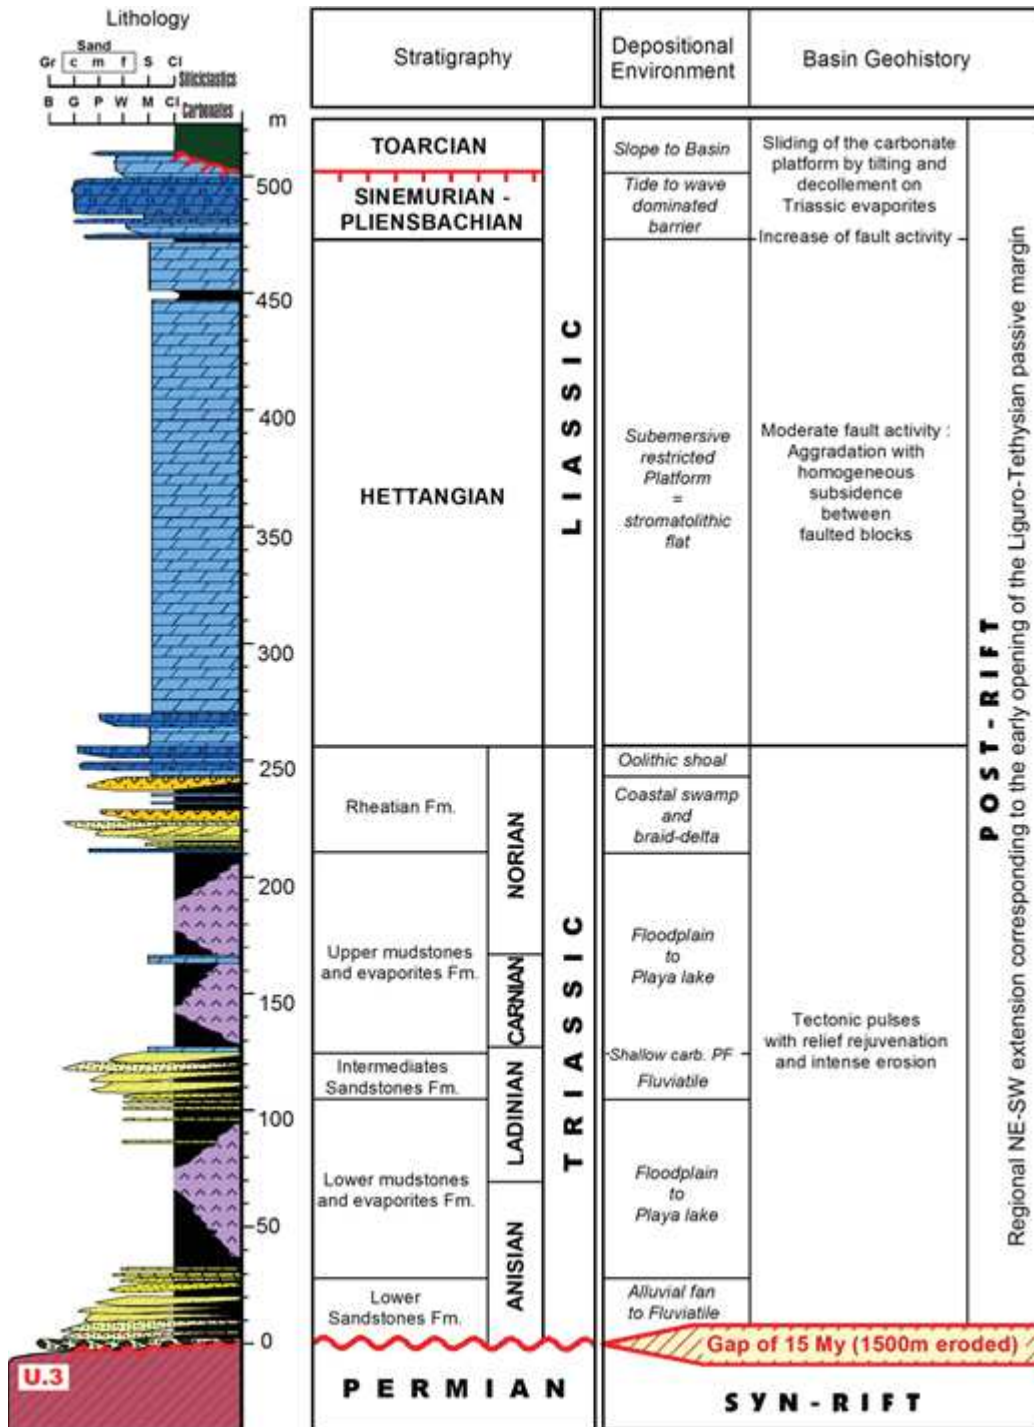 Lithology
Sand
Gr c m f S Cl
Siliciclastics
B G P W M Cl
Carbonates
m
500
450
400
350
300
250
200
150
100
50
0
U.3
Stratigraphy
Depositional
Environment
Basin Geohistory
TOARCIAN
SINEMURIAN -
PLIENSBACHIAN
HETTANGIAN
LIASSIC
Rheatian Fm.
Upper mudstones
and evaporites Fm.
Intermediates
Sandstones Fm.
Lower mudstones
and evaporites Fm.
Lower
Sandstones Fm.
NORIAN
CARNIAN
LADINIAN
ANISIAN
TRIASSIC
PERMIAN
Slope to Basin
Tide to wave
dominated
barrier
Subemersive
restricted
Platform
=
stromatolithic
flat
Oolithic shoal
Coastal swamp
and
braid-delta
Floodplain
to
Playa lake
Shallow carb. PF
Fluviatile
Floodplain
to
Playa lake
Alluvial fan
to Fluviatile
Sliding of the carbonate
platform by tilting and
decollement on
Triassic evaporites
Increase of fault activity
Moderate fault activity :
Aggradation with
homogeneous
subsidence
between
faulted blocks
Tectonic pulses
with relief rejuvenation
and intense erosion
POST-RIFT
Regional NE-SW extension corresponding to the early opening of the Liguro-Tethysian passive margin
Gap of 15 My (1500m eroded)
SYN-RIFT